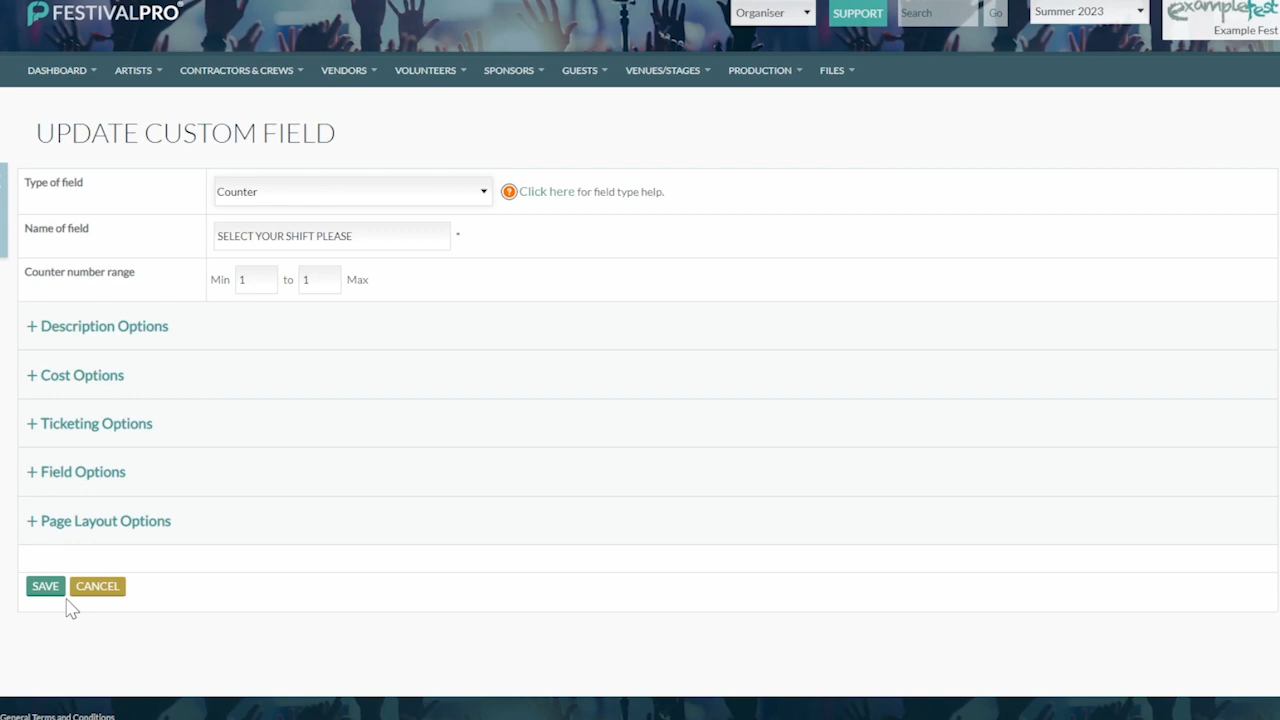 FESTIVALPRO
Organiser
SUPPORT
Search
Go
Summer 2023
examplefest
Example Fest
DASHBOARD
ARTISTS
CONTRACTORS & CREWS
VENDORS
VOLUNTEERS
SPONSORS
GUESTS
VENUES/STAGES
PRODUCTION
FILES
UPDATE CUSTOM FIELD
Type of field
Counter
? Click here for field type help.
Name of field
SELECT YOUR SHIFT PLEASE
*
Counter number range
Min 1 to 1 Max
+ Description Options
+ Cost Options
+ Ticketing Options
+ Field Options
+ Page Layout Options
SAVE CANCEL
General Terms and Conditions